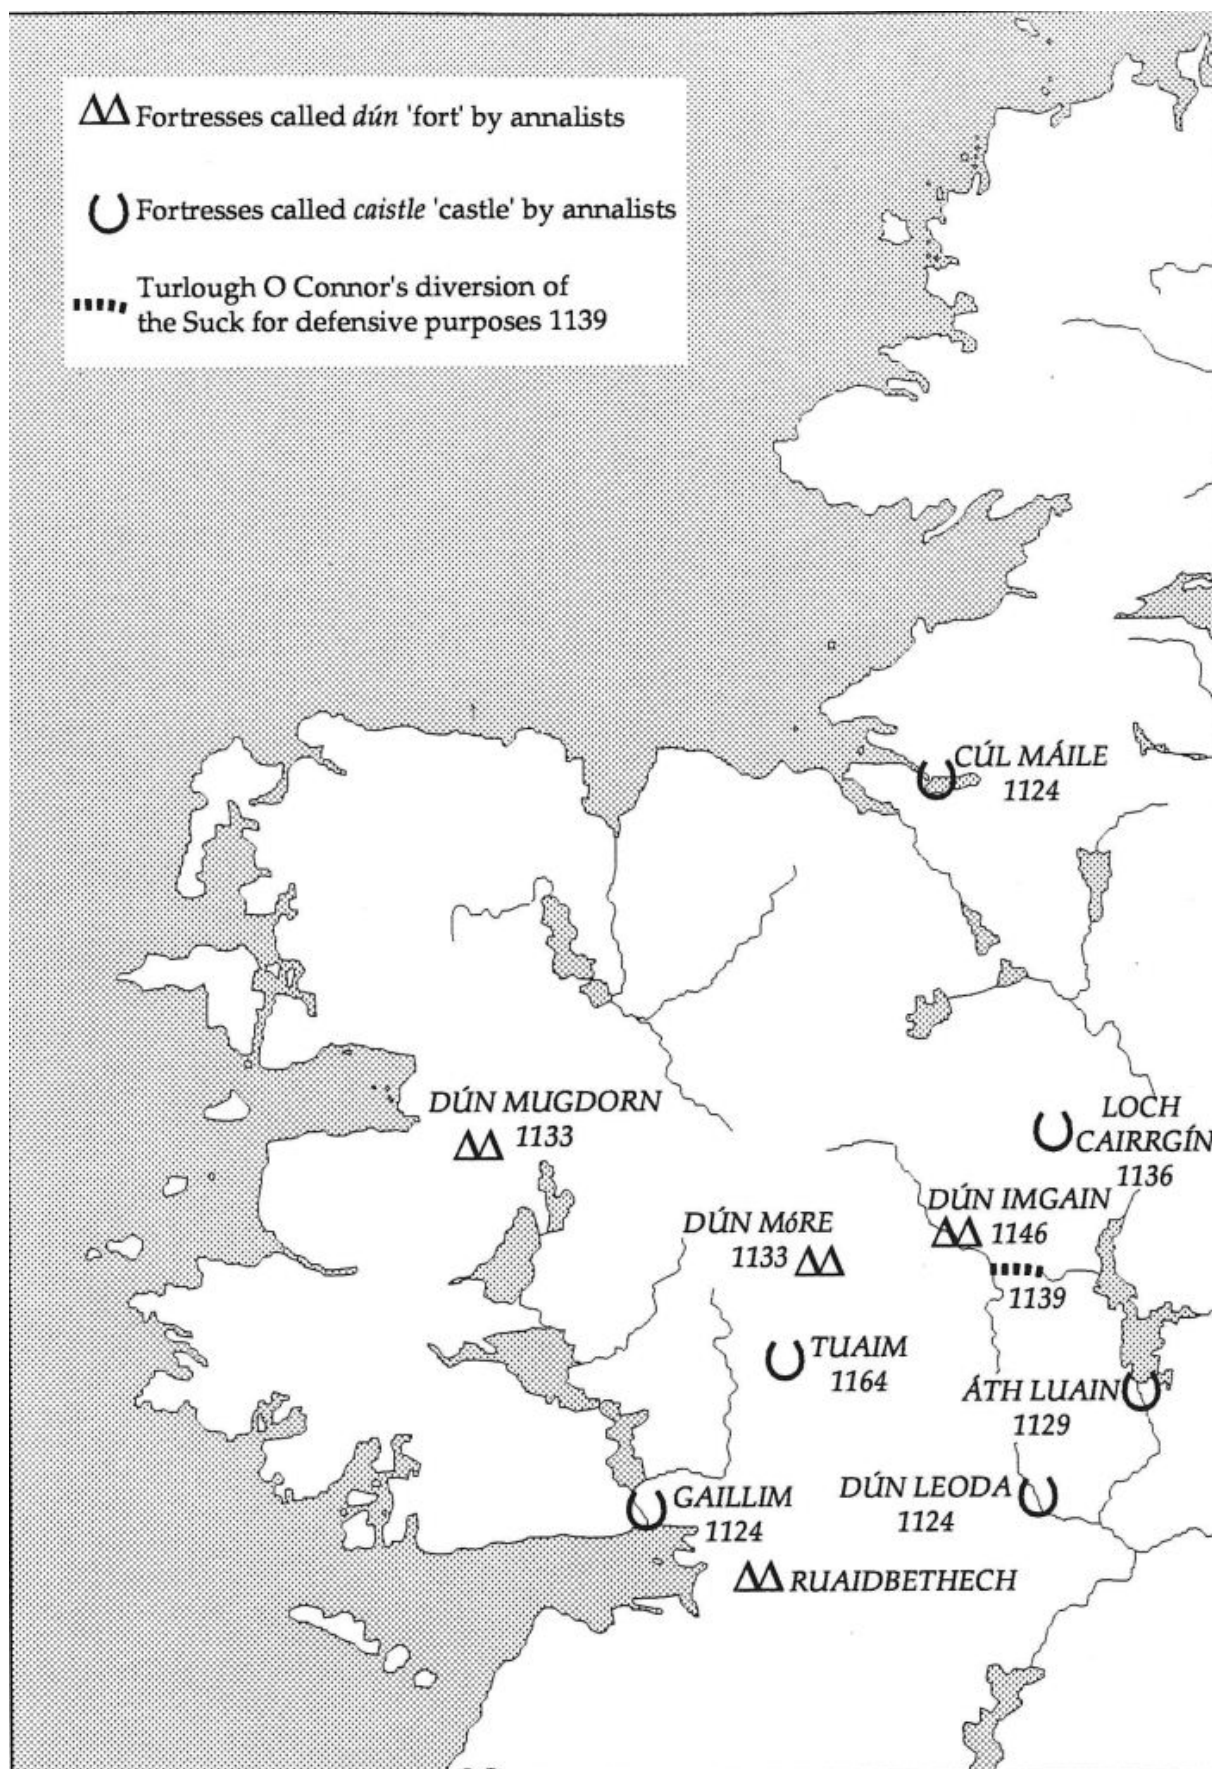 Fortresses called dún 'fort' by annalists
Fortresses called caistle 'castle' by annalists
Turlough O Connor's diversion of
the Suck for defensive purposes 1139
CÚL MÁILE
1124
DÚN MUGDORN
1133
LOCH
CAIRRGÍN
1136
DÚN IMGAIN
1146
DÚN MóRE
1133
1139
TUAIM
1164
ÁTH LUAIN
1129
GAILLIM
1124
DÚN LEODA
1124
RUAIDBETHECH